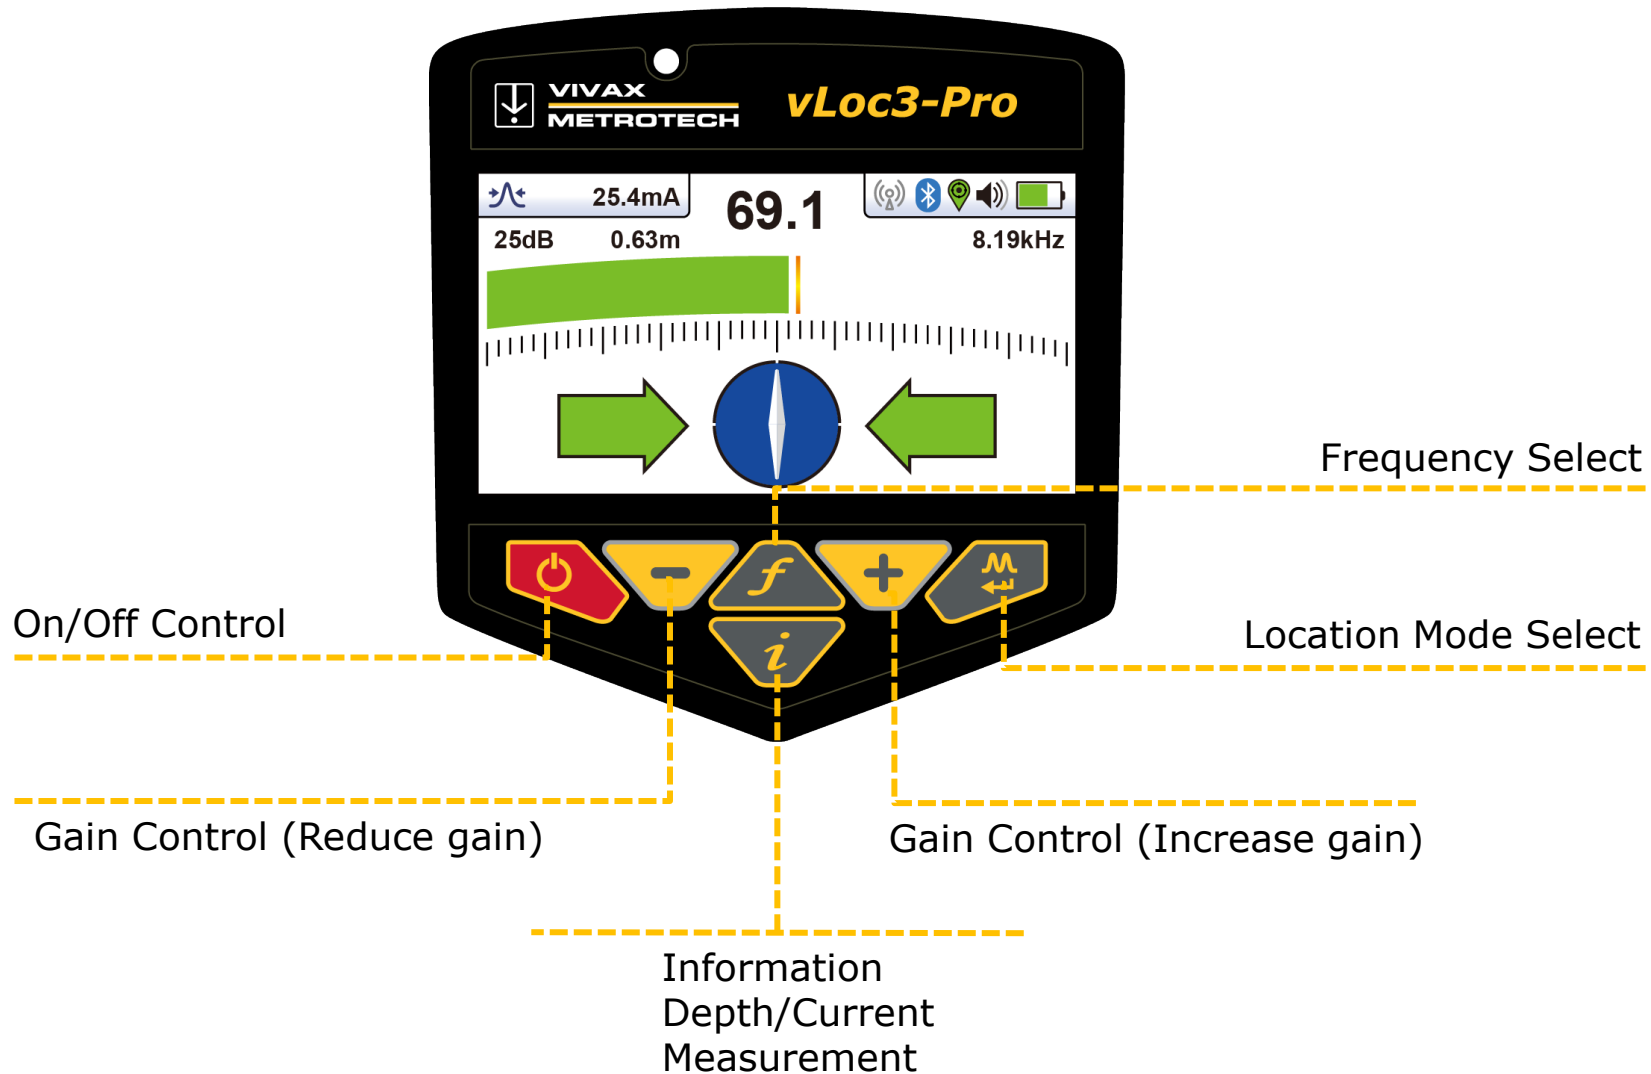 VIVAX
METROTECH
vLoc3-Pro
25.4mA
69.1
25dB
0.63m
8.19kHz
Frequency Select
f
i
On/Off Control
Location Mode Select
Gain Control (Reduce gain)
Gain Control (Increase gain)
Information
Depth/Current
Measurement